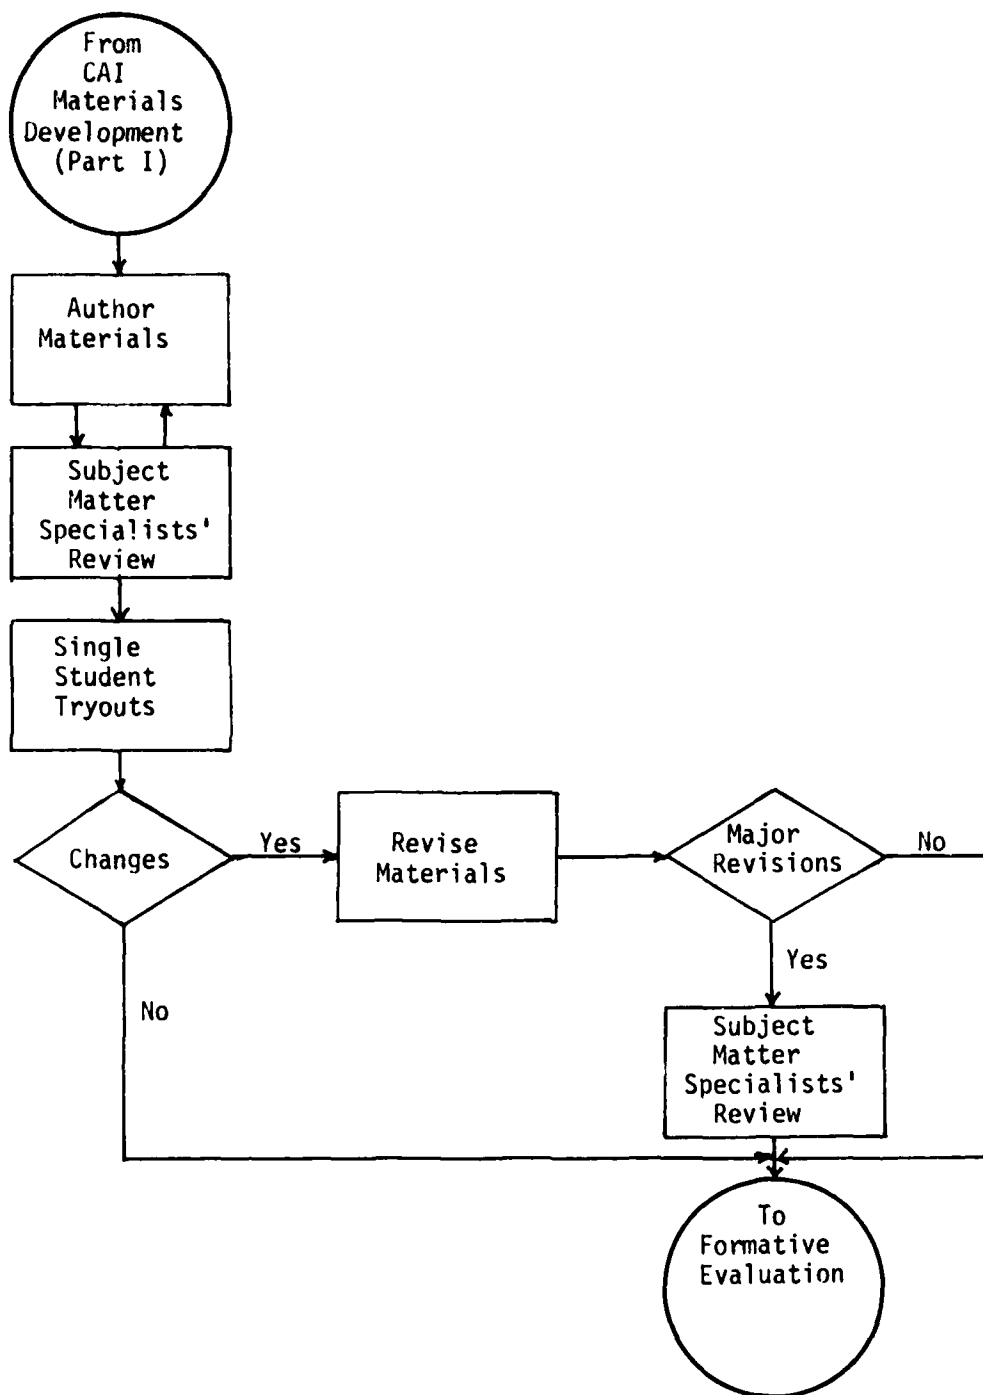 From
CAI
Materials
Development
(Part I)
Author
Materials
Subject
Matter
Specialists'
Review
Single
Student
Tryouts
Changes
Yes
Revise
Materials
Major
Revisions
No
Yes
No
Subject
Matter
Specialists'
Review
To
Formative
Evaluation